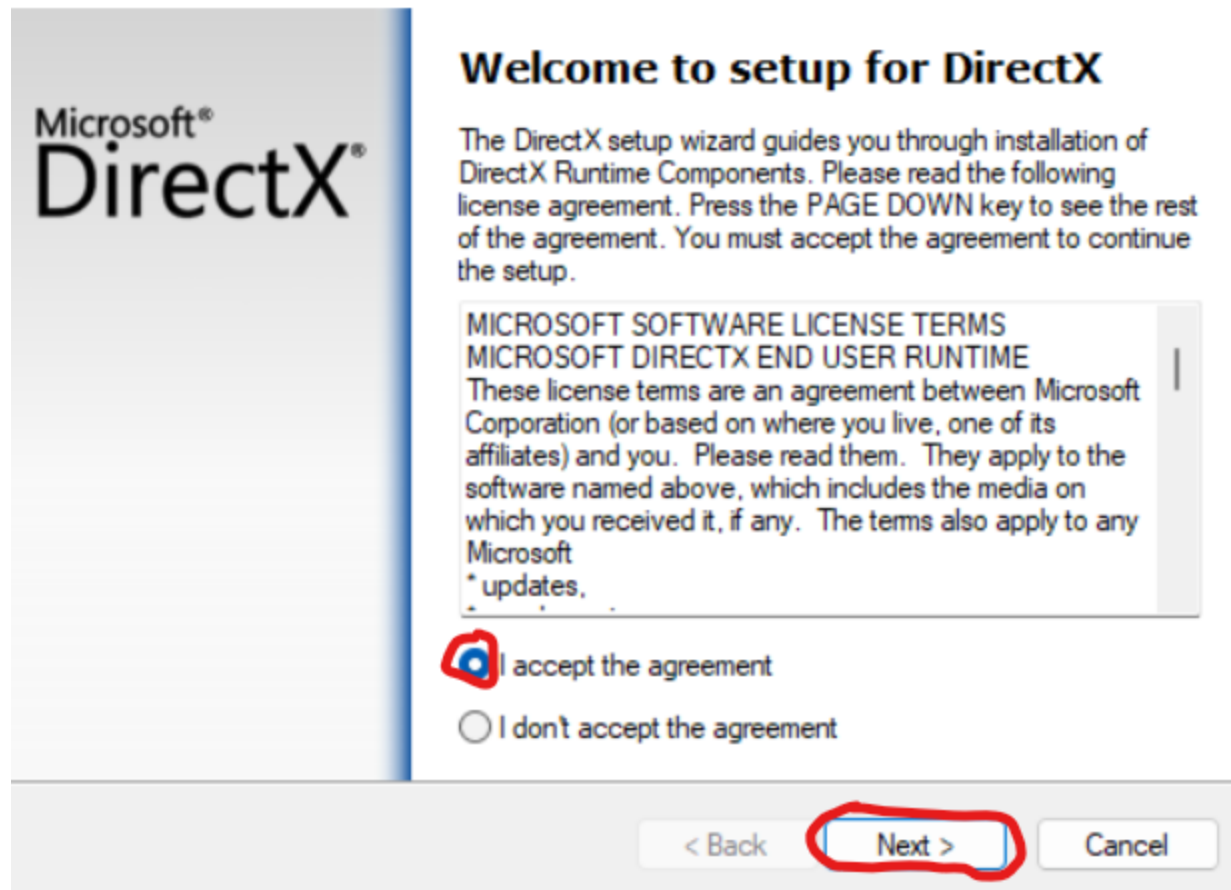 Microsoft®
DirectX®
Welcome to setup for DirectX
The DirectX setup wizard guides you through installation of
DirectX Runtime Components. Please read the following
license agreement. Press the PAGE DOWN key to see the rest
of the agreement. You must accept the agreement to continue
the setup.
MICROSOFT SOFTWARE LICENSE TERMS
MICROSOFT DIRECTX END USER RUNTIME
These license terms are an agreement between Microsoft
Corporation (or based on where you live, one of its
affiliates) and you.  Please read them.  They apply to the
software named above, which includes the media on
which you received it, if any.  The terms also apply to any
Microsoft
* updates,
I accept the agreement
I don't accept the agreement
< Back
Next >
Cancel